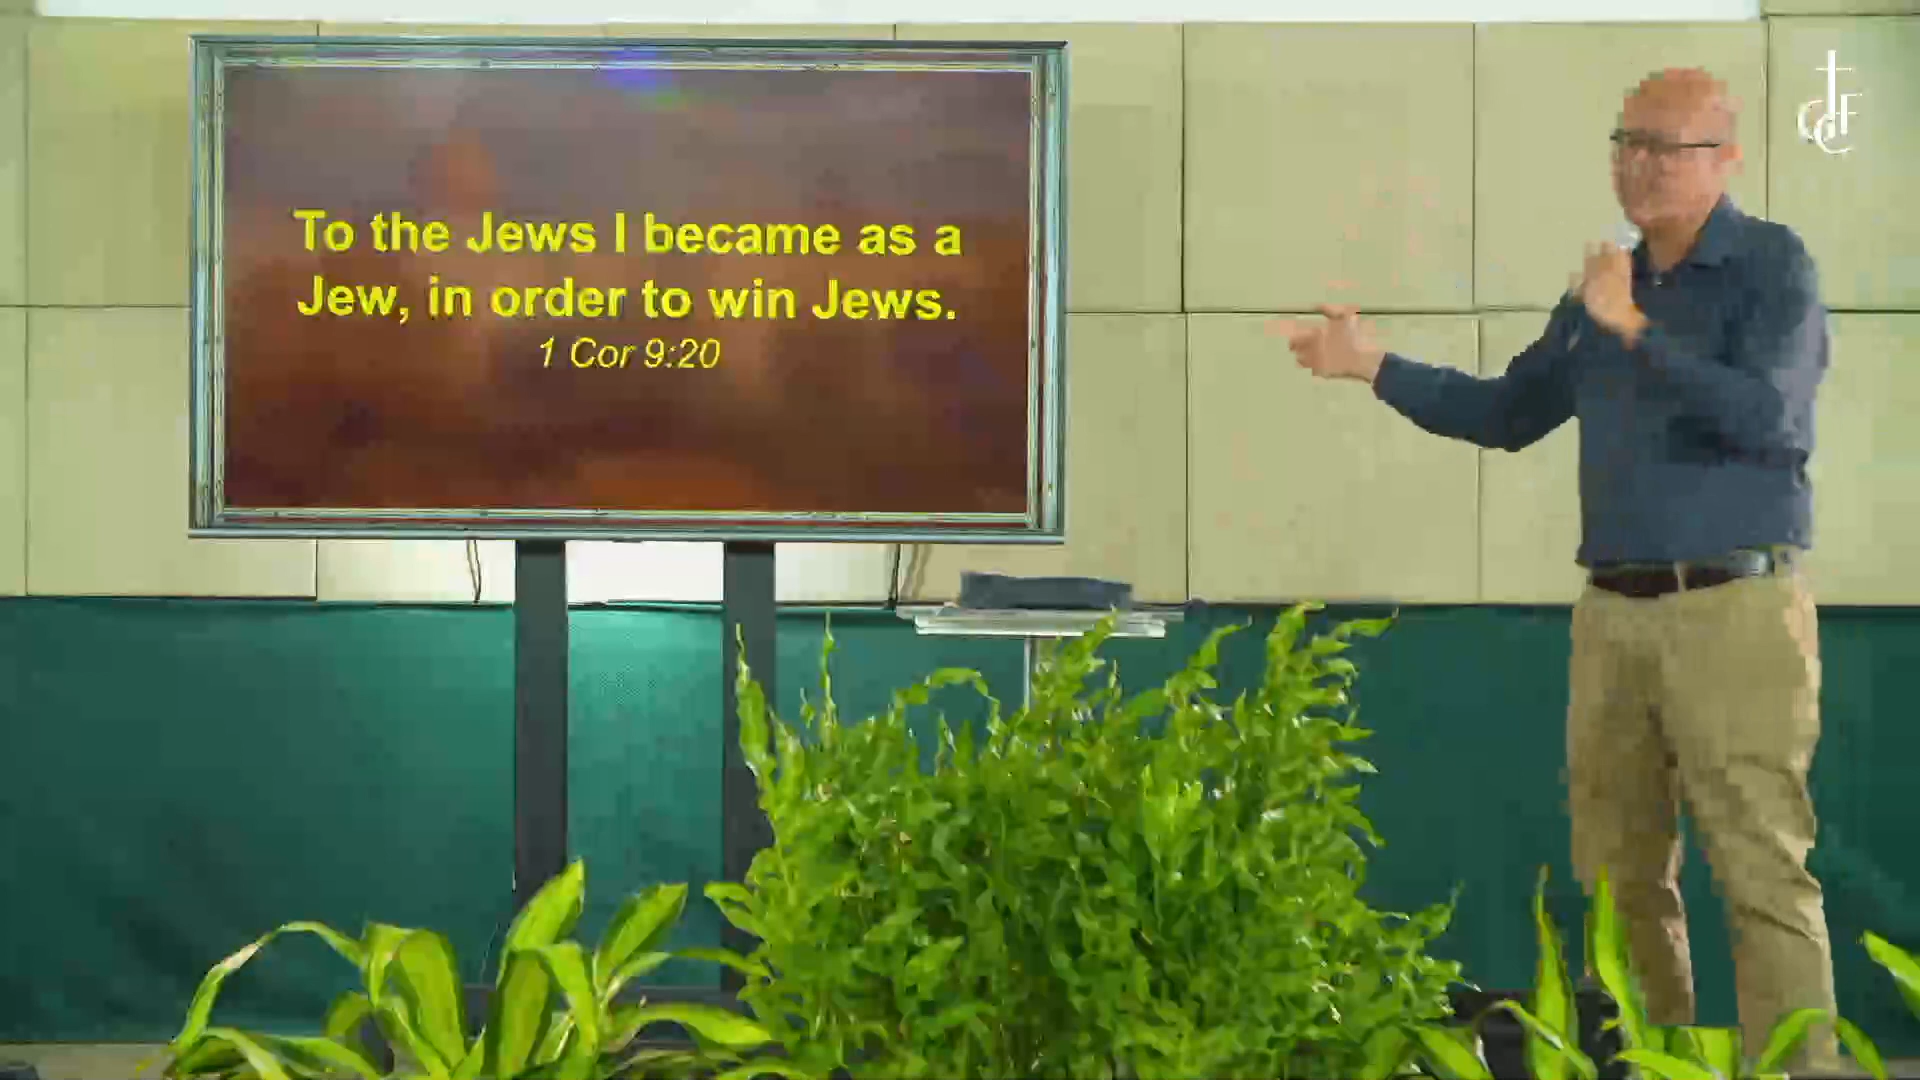 To the Jews I became as a
Jew, in order to win Jews.
1 Cor 9:20